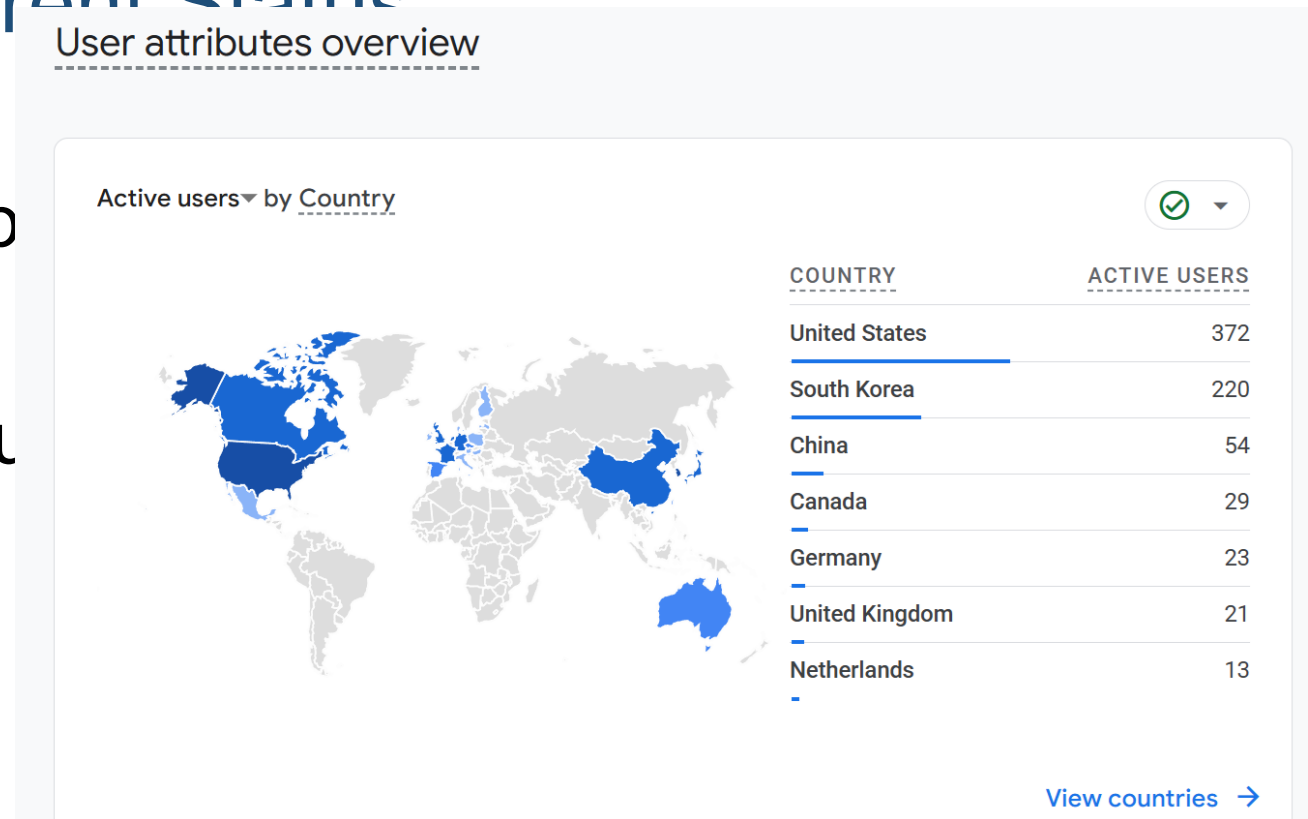 User attributes overview
Active users by Country
COUNTRY ACTIVE USERS
United States 372
South Korea 220
China 54
Canada 29
Germany 23
United Kingdom 21
Netherlands 13
View countries